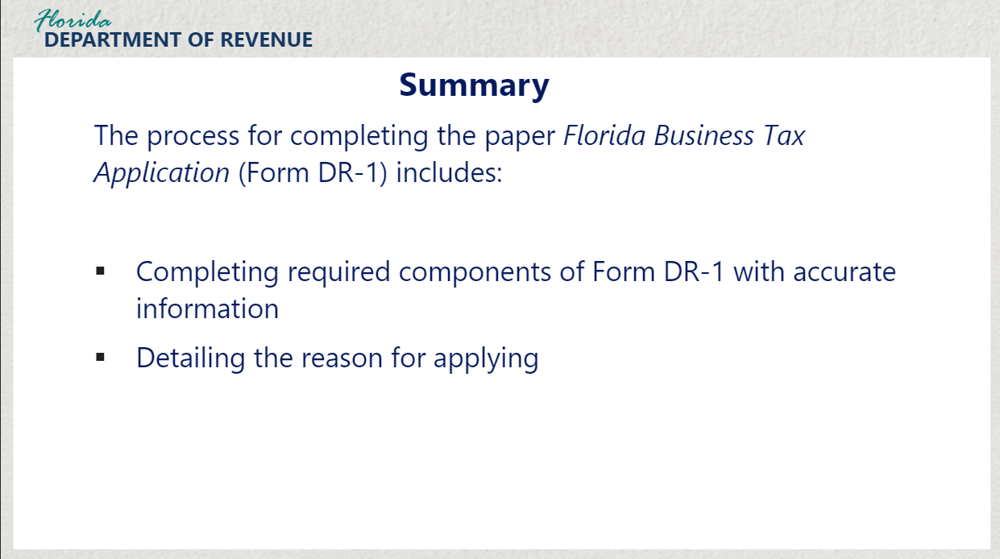 Florida
DEPARTMENT OF REVENUE
Summary
The process for completing the paper Florida Business Tax
Application (Form DR-1) includes:
▪ Completing required components of Form DR-1 with accurate
information
▪ Detailing the reason for applying